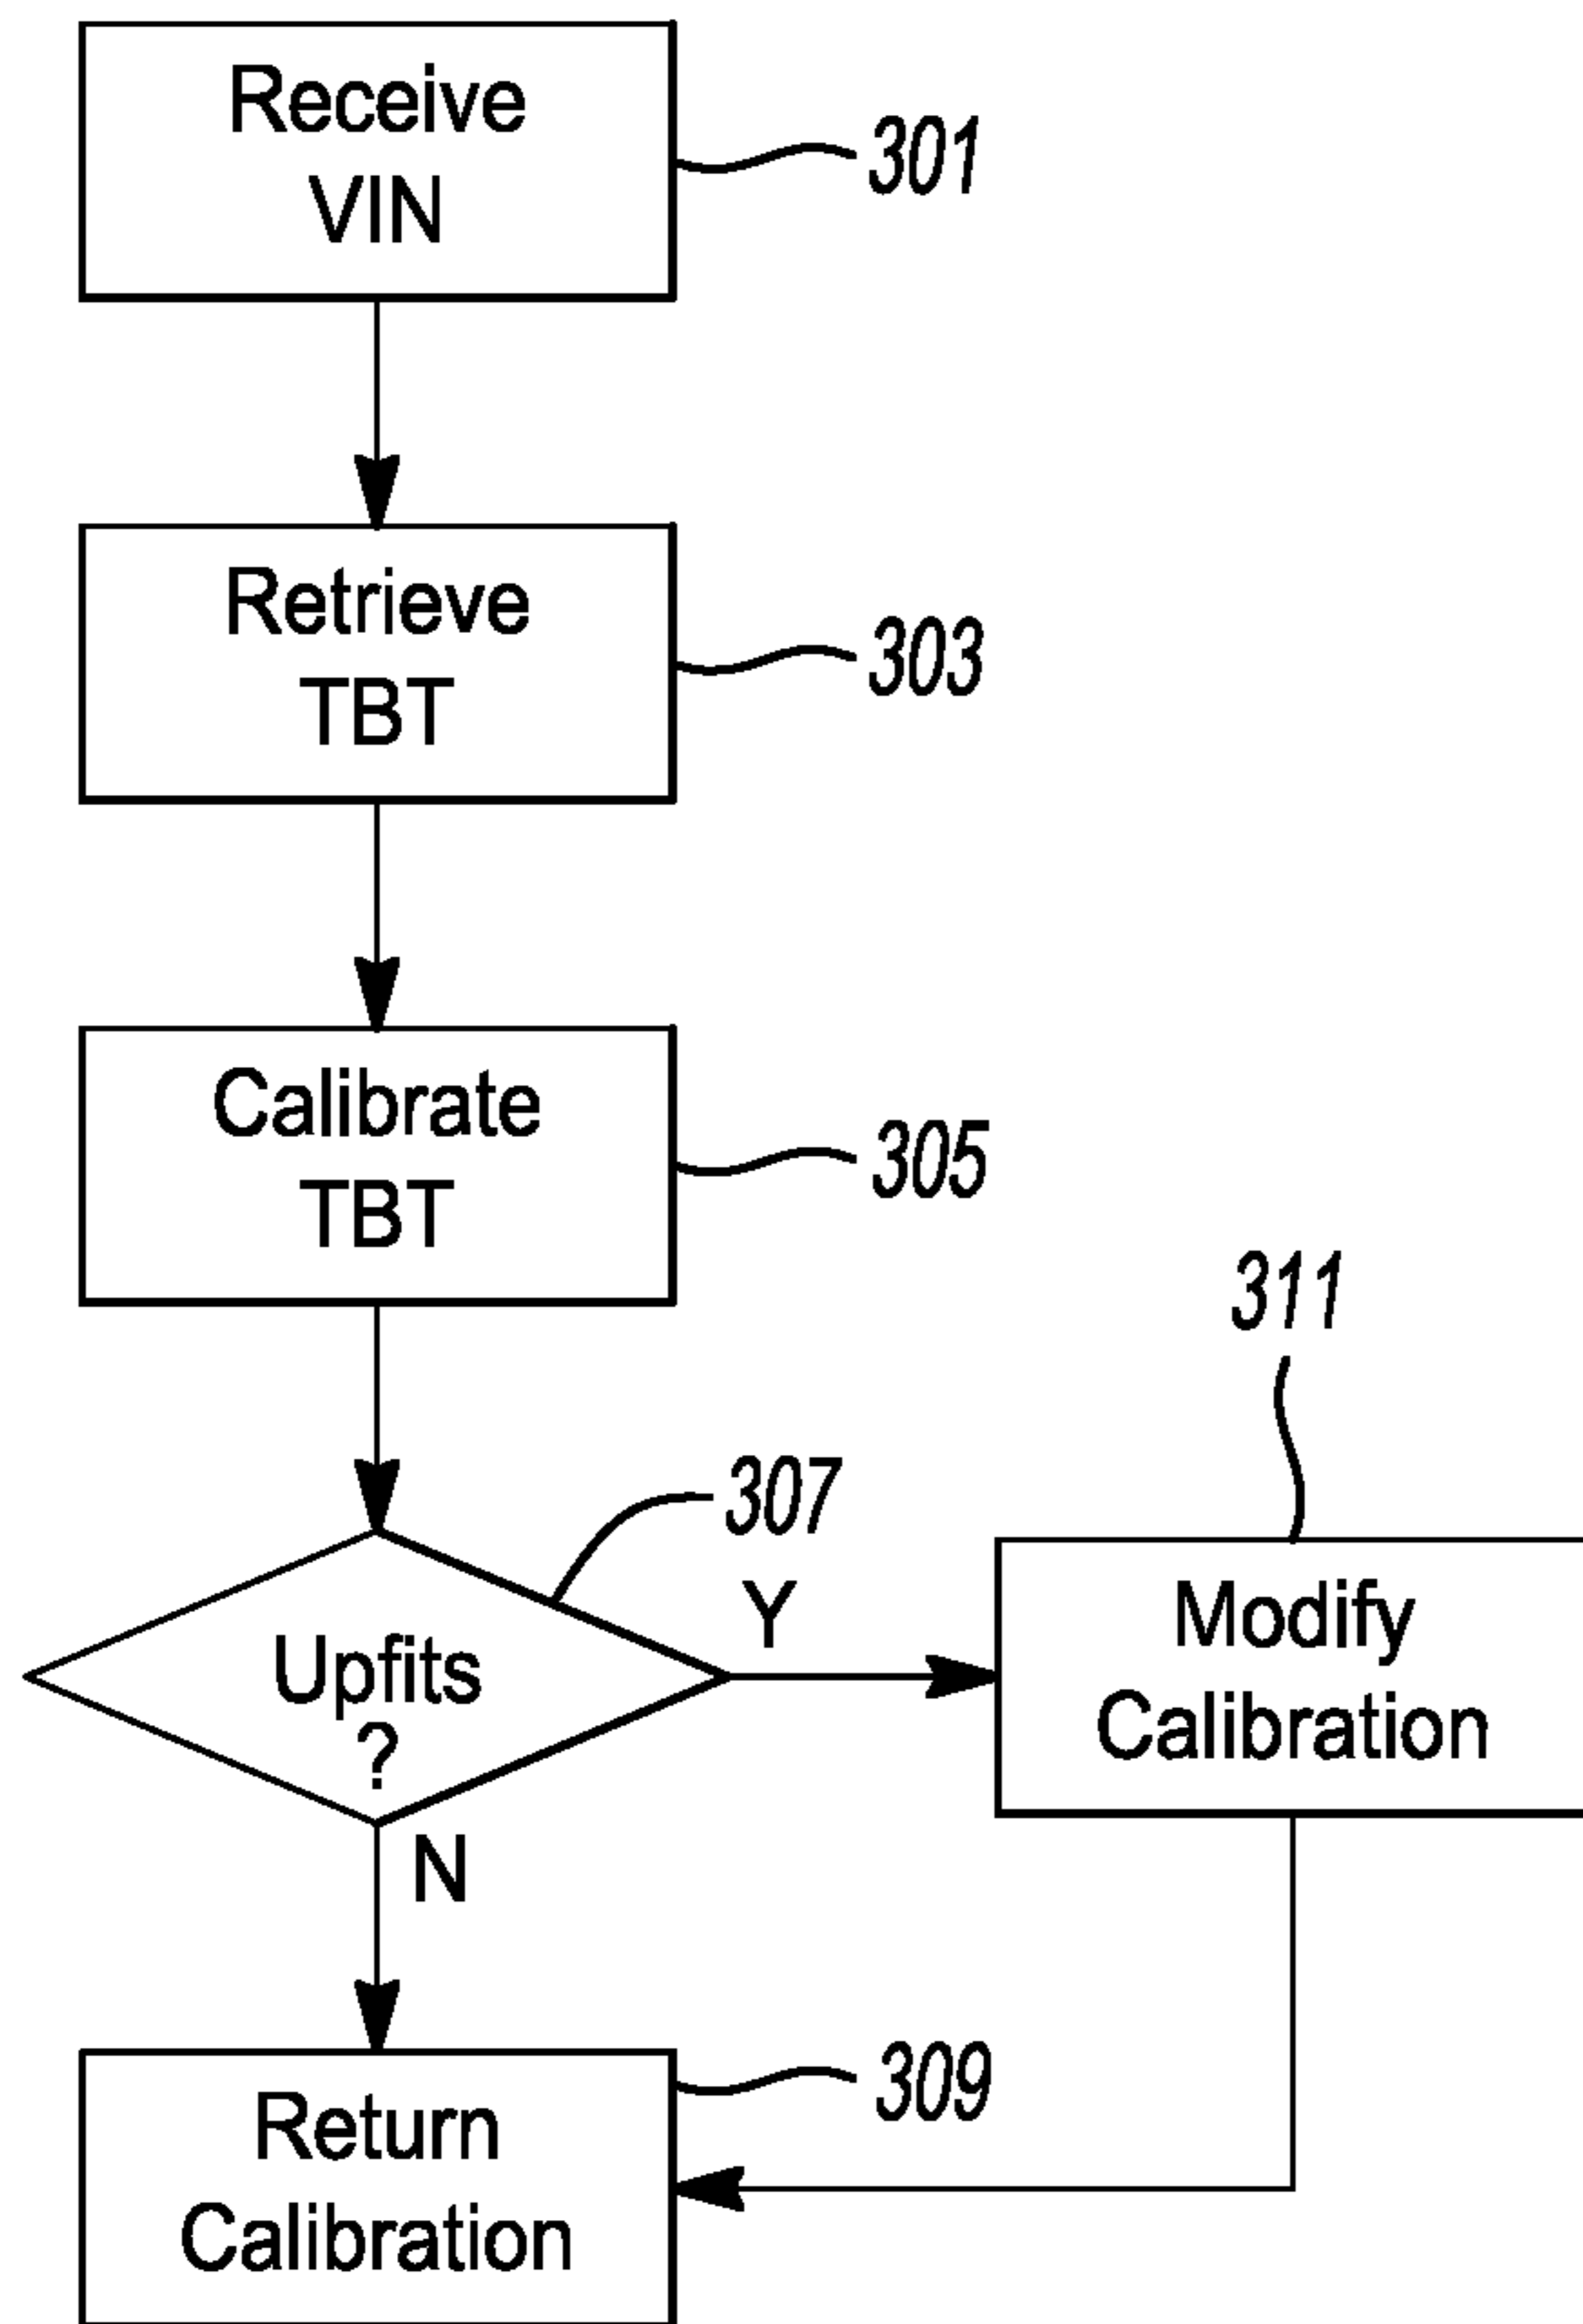 Receive
VIN
301
Retrieve
TBT
303
Calibrate
TBT
305
311
307
Y
Upfits
?
Modify
Calibration
N
309
Return
Calibration